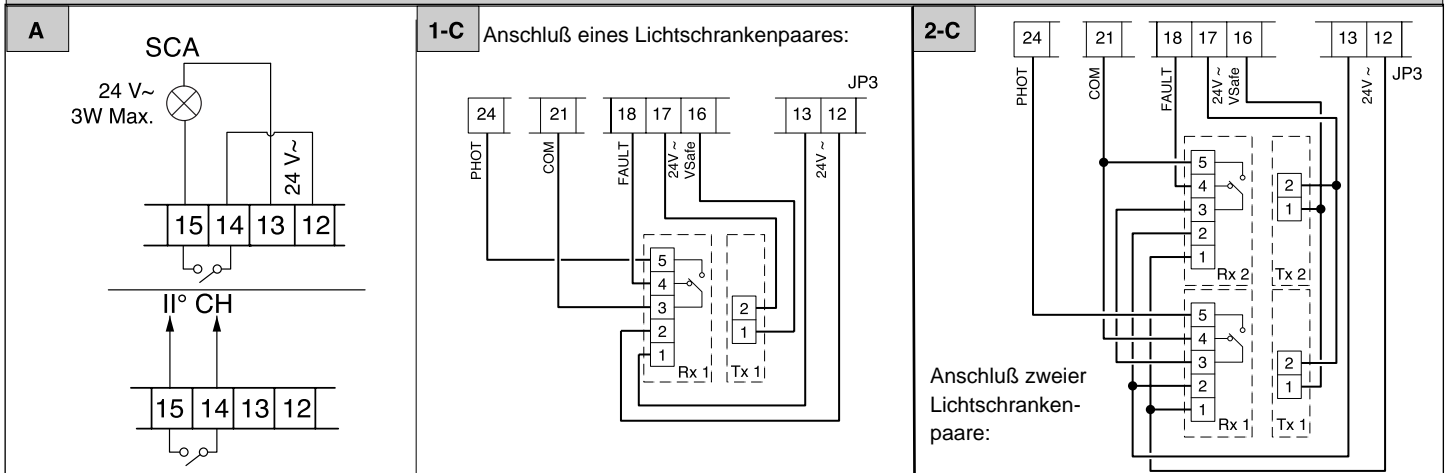 A
SCA
24 V~
3W Max.
24 V~
15 14 13 12
II° CH
15 14 13 12
1-C
Anschluß eines Lichtschrankenpaares:
JP3
24 21 18 17 16 13 12
PHOT
COM
FAULT
24V ~
VSafe
24V ~
5
4
3
2
1
Rx 1
2
1
Tx 1
2-C
24 21 18 17 16 13 12
JP3
PHOT
COM
FAULT
24V ~
VSafe
24V ~
5
4
3
2
1
Rx 2
2
1
Tx 2
5
4
3
2
1
Rx 1
2
1
Tx 1
Anschluß zweier
Lichtschranken-
paare: